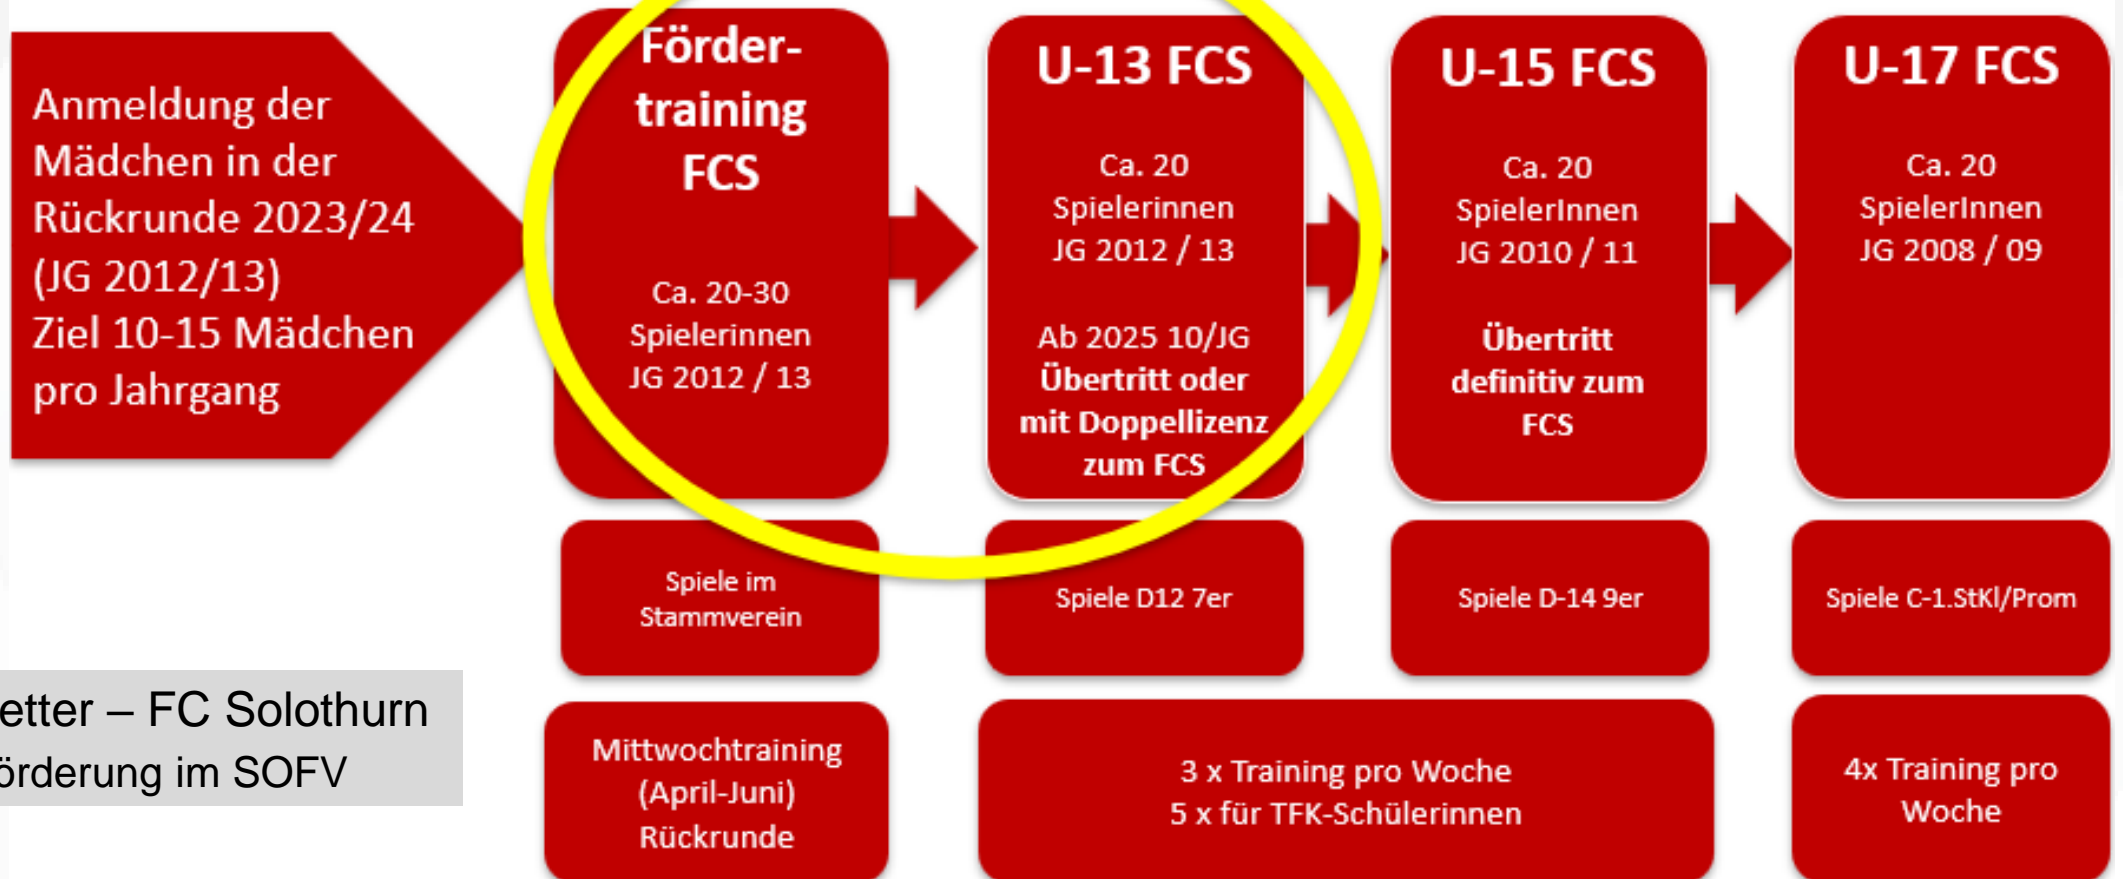 Anmeldung der
Mädchen in der
Rückrunde 2023/24
(JG 2012/13)
Ziel 10-15 Mädchen
pro Jahrgang
Förder-
training
FCS
Ca. 20-30
Spielerinnen
JG 2012 / 13
U-13 FCS
Ca. 20
Spielerinnen
JG 2012 / 13
Ab 2025 10/JG
Übertritt oder
mit Doppellizenz
zum FCS
U-15 FCS
Ca. 20
SpielerInnen
JG 2010 / 11
Übertritt
definitiv zum
FCS
U-17 FCS
Ca. 20
SpielerInnen
JG 2008 / 09
Spiele im
Stammverein
Spiele D12 7er
Spiele D-14 9er
Spiele C-1.StKl/Prom
etter – FC Solothurn
örderung im SOFV
Mittwochtraining
(April-Juni)
Rückrunde
3 x Training pro Woche
5 x für TFK-Schülerinnen
4x Training pro
Woche